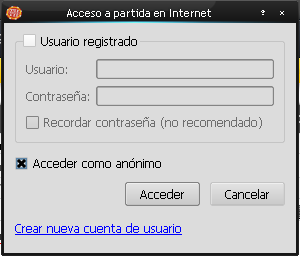 Acceso a partida en Internet
Usuario registrado
Usuario:
Contraseña:
Recordar contraseña (no recomendado)
Acceder como anónimo
Acceder
Cancelar
Crear nueva cuenta de usuario